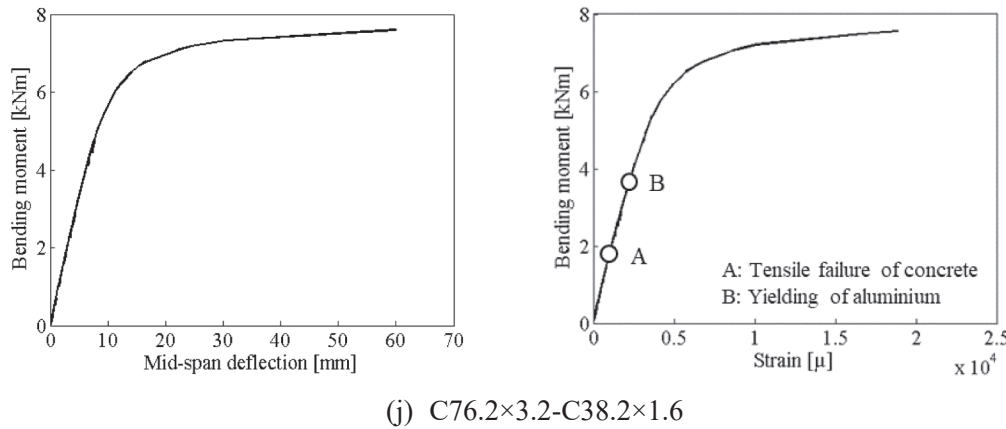 8
6
4
2
0
Bending moment [kNm]
0 10 20 30 40 50 60 70
Mid-span deflection [mm]
8
6
4
2
0
Bending moment [kNm]
B
A
A: Tensile failure of concrete
B: Yielding of aluminium
0 0.5 1 1.5 2 2.5
Strain [µ]
x 10⁴
(j) C76.2×3.2-C38.2×1.6